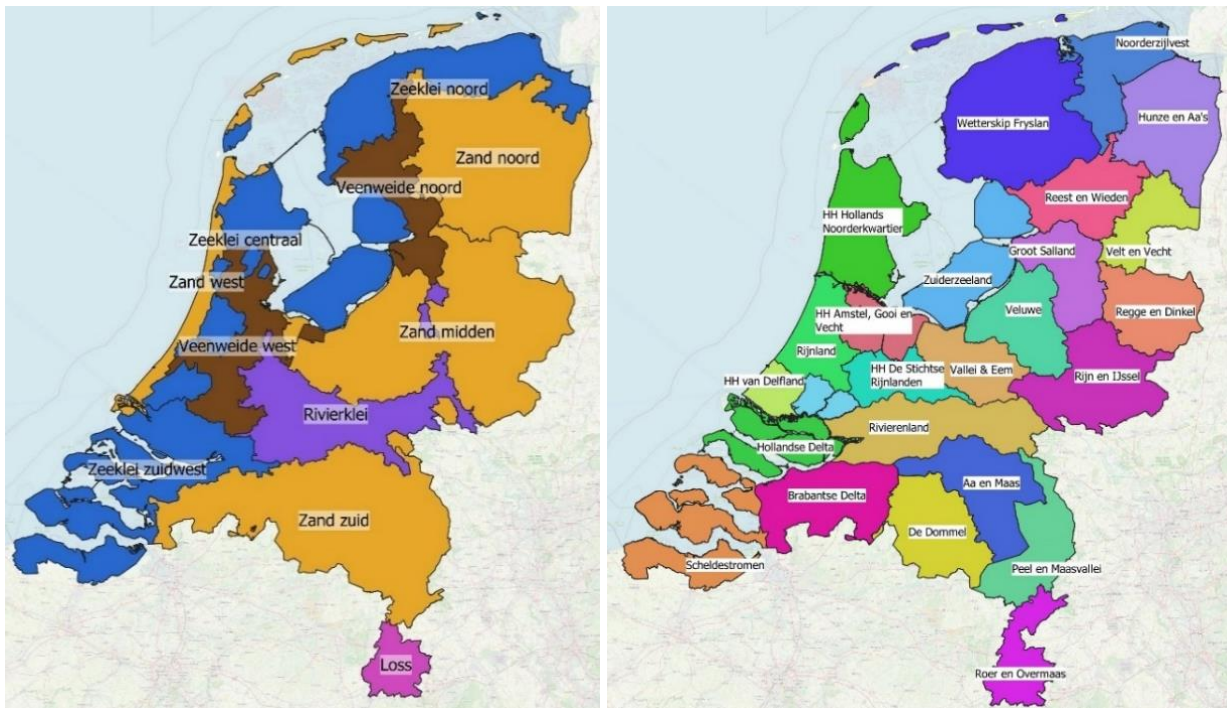 Zeeklei noord
Zand noord
Veenweide noord
Zeeklei centraal
Zand west
Zand midden
Veenweide west
Rivierklei
Zeeklei zuidwest
Zand zuid
Loss
Noorderzijlvest
Hunze en Aa's
Wetterskip Fryslan
Reest en Wieden
HH Hollands
Noorderkwartier
Groot Salland
Velt en Vecht
Zuiderzeeland
Veluwe
Regge en Dinkel
HH Amstel, Gooi en
Vecht
Rijnland
HH De Stichtse
Rijnlanden
Vallei & Eem
Rijn en IJssel
HH van Delfland
Rivierenland
Hollandse Delta
Aa en Maas
Brabantse Delta
De Dommel
Peel en Maasvallei
Scheldestromen
Roer en Overmaas